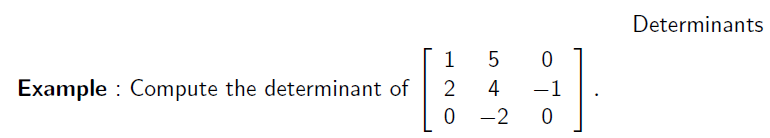 Determinants
1 5 0
Example : Compute the determinant of 2 4 −1 .
0 −2 0